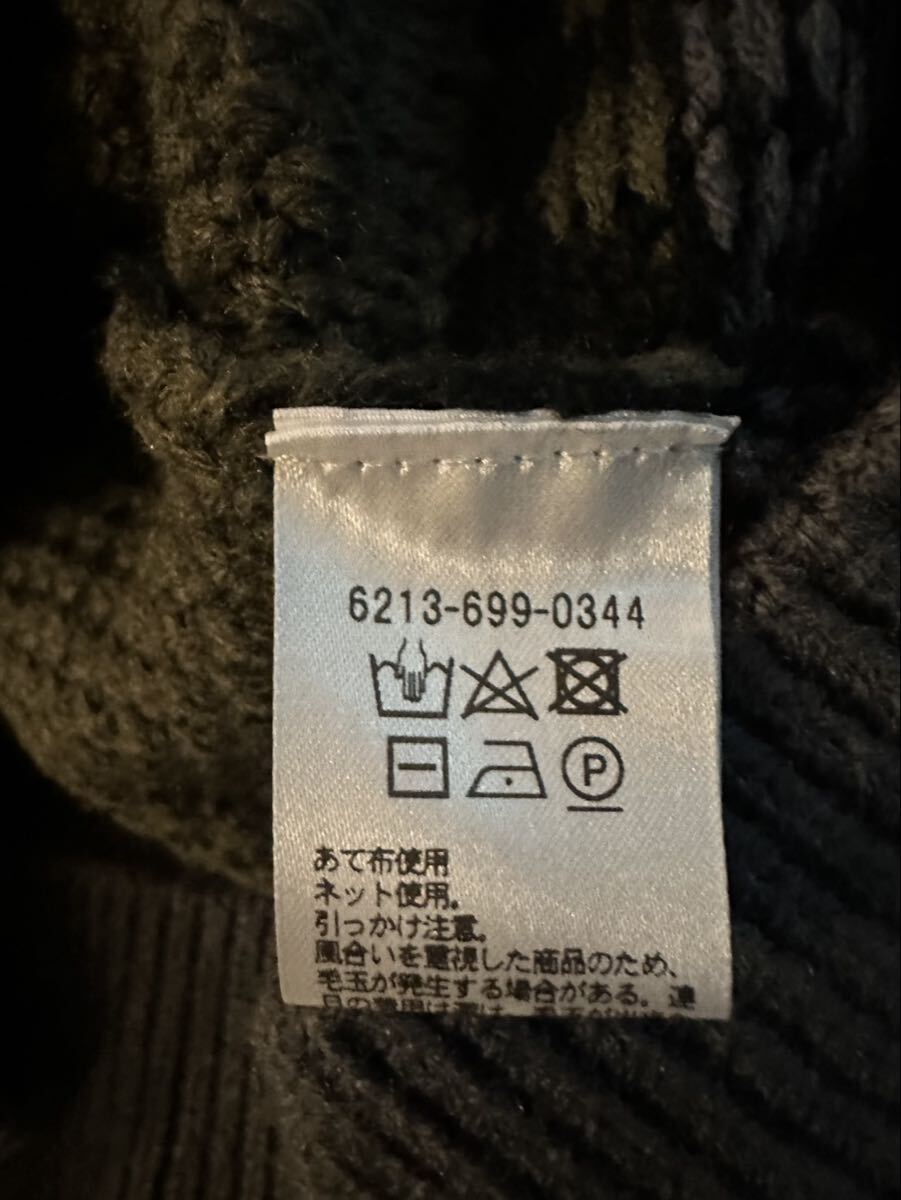 6213-699-0344
P
あて布使用
ネット使用。
引っかけ注意。
風合いを重視した商品のため、
毛玉が発生する場合がある。連